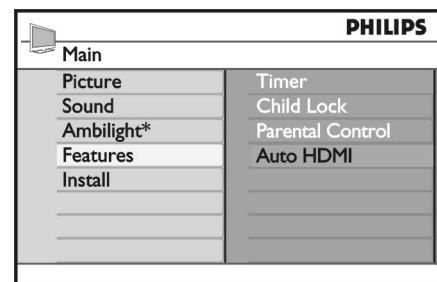 PHILIPS
Main
Picture
Sound
Ambilight*
Features
Install
Timer
Child Lock
Parental Control
Auto HDMI